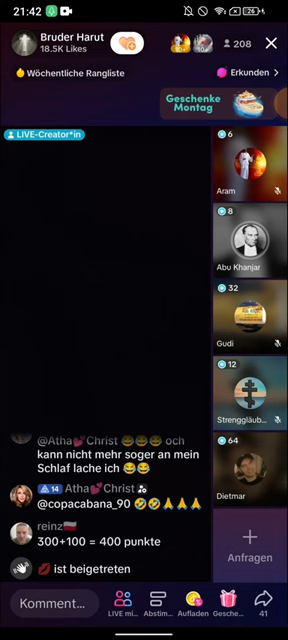 21:42
26
Bruder Harut
18.5K Likes
208
Wöchentliche Rangliste
Erkunden
Geschenke
Montag
LIVE-Creator*in
6
Aram
8
Abu Khanjar
32
Gudi
12
Strenggläub...
64
Dietmar
@Atha💕Christ 😂😂😂 och
kann nicht mehr soger an mein
Schlaf lache ich 😂😂
14 Atha💕Christ
@copacabana_90 🤣🤣🙏🙏🙏
reinz🇵🇱
300+100 = 400 punkte
💋 ist beigetreten
Anfragen
Komment...
LIVE mi...
Abstim...
Aufladen
Gesche...
41